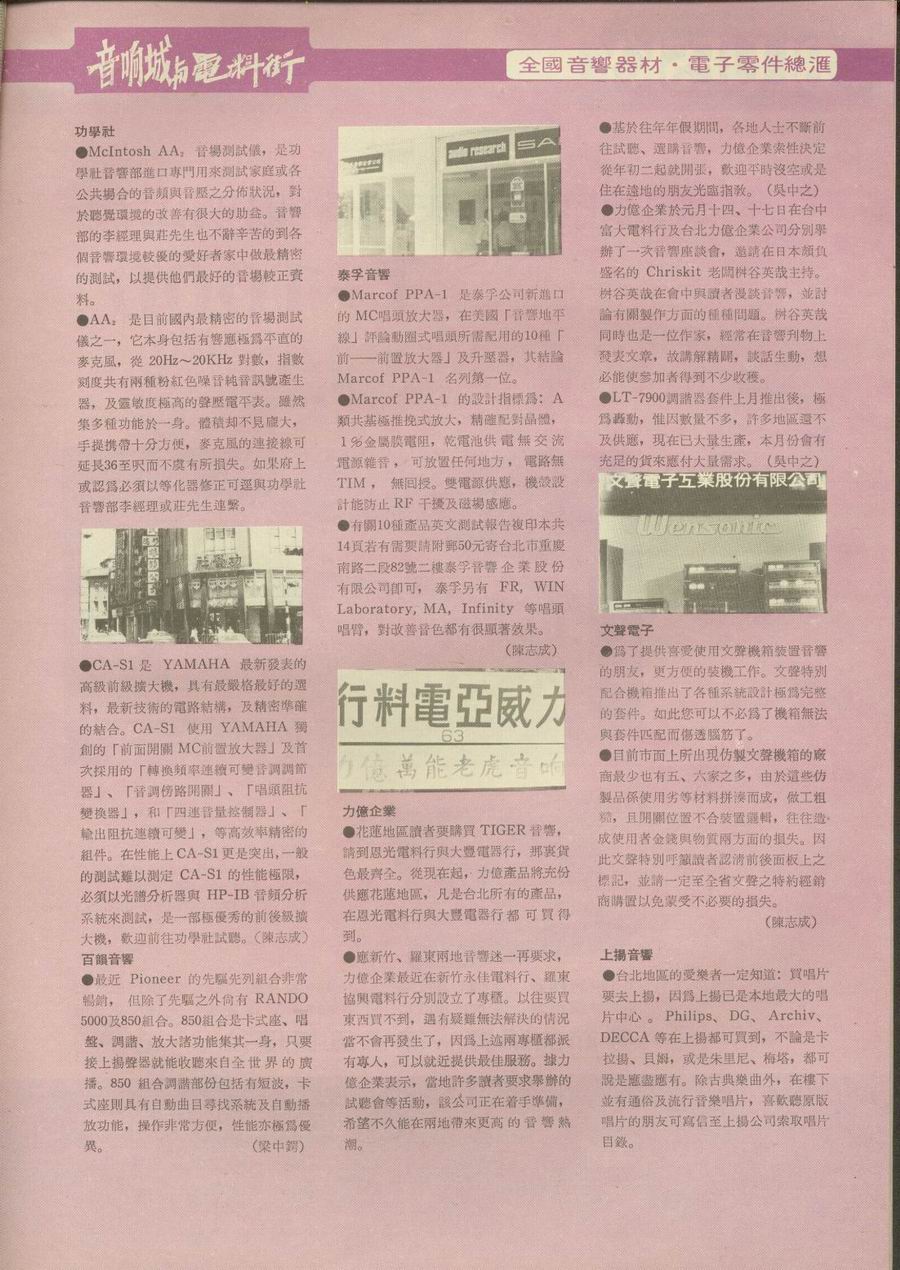 音响城與電料街
全國音響器材・電子零件總滙
功學社
●McIntosh AA₂ 音場測試儀，是功
學社音響部進口專門用來測試家庭或各
公共場合的音頻與音壓之分佈狀況，對
於聽覺環境的改善有很大的助益。音響
部的李經理與莊先生也不辭辛苦的到各
個音響環境較優的愛好者家中做最精密
的測試，以提供他們最好的音場較正資
料。
●AA₂ 是目前國內最精密的音場測試
儀之一，它本身包括有響應極爲平直的
麥克風，從 20Hz～20KHz 對數，指數
刻度共有兩種粉紅色噪音純音訊號產生
器，及靈敏度極高的聲壓電平表。雖然
集多種功能於一身。體積却不見龐大，
手提携帶十分方便，麥克風的連接線可
延長36至呎而不虞有所損失。如果府上
或認爲必須以等化器修正可逕與功學社
音響部李經理或莊先生連繫。
功學社
●CA-S1 是 YAMAHA 最新發表的
高級前級擴大機，具有最嚴格最好的選
料，最新技術的電路結構，及精密準確
的結合。CA-S1 使用 YAMAHA 獨
創的「前面開關 MC前置放大器」及首
次採用的「轉換頻率連續可變音調調節
器」、「音調傍路開關」、「唱頭阻抗
變換器」，和「四連音量控制器」、「
輸出阻抗連續可變」，等高效率精密的
組件。在性能上 CA-S1 更是突出，一般
的測試難以測定 CA-S1 的性能極限，
必須以光譜分析器與 HP-IB 音頻分析
系統來測試，是一部極優秀的前後級擴
大機，歡迎前往功學社試聽。（陳志成）
百韻音響
●最近 Pioneer 的先驅先列組合非常
暢銷， 但除了先驅之外尙有 RANDO
5000及850組合。850組合是卡式座、唱
盤、調諧、放大諸功能集其一身，只要
接上揚聲器就能收聽來自全世界的廣
播。850 組合調諧部份包括有短波，卡
式座則具有自動曲目尋找系統及自動播
放功能，操作非常方便，性能亦極爲優
異。 （梁中鍔）
audio research
SA
泰孚音響
●Marcof PPA-1 是泰孚公司新進口
的 MC唱頭放大器，在美國「音響地平
線」評論動圈式唱頭所需配用的10種「
前──前置放大器」及升壓器，其結論
Marcof PPA-1 名列第一位。
●Marcof PPA-1 的設計指標爲：A
類共基極推挽式放大，精確配對晶體，
1％金屬膜電阻，乾電池供電無交流
電源雜音，可放置任何地方，電路無
TIM，無回授。雙電源供應，機殼設
計能防止 RF 干擾及磁場感應。
●有關10種產品英文測試報告複印本共
14頁若有需要請附郵50元寄台北市重慶
南路二段82號二樓泰孚音響企業股份
有限公司卽可， 泰孚另有 FR, WIN
Laboratory, MA, Infinity 等唱頭
唱臂，對改善音色都有很顯著效果。
（陳志成）
行料電亞威力
63
力億萬能老虎音响
力億企業
●花蓮地區讀者要購買 TIGER 音響，
請到恩光電料行與大豐電器行，那裏貨
色最齊全。從現在起，力億產品將充份
供應花蓮地區，凡是台北所有的產品，
在恩光電料行與大豐電器行都可買得
到。
●應新竹、羅東兩地音響迷一再要求，
力億企業最近在新竹永佳電料行、羅東
協興電料行分別設立了專櫃。以往要買
東西買不到，遇有疑難無法解決的情況
當不會再發生了，因爲上述兩專櫃都派
有專人，可以就近提供最佳服務。據力
億企業表示，當地許多讀者要求舉辦的
試聽會等活動，該公司正在着手準備，
希望不久能在兩地帶來更高的音響熱
潮。
●基於往年年假期間，各地人士不斷前
往試聽、選購音響，力億企業索性決定
從年初二起就開張，歡迎平時沒空或是
住在遠地的朋友光臨指敎。（吳中之）
●力億企業於元月十四、十七日在台中
富大電料行及台北力億企業公司分別舉
辦了一次音響座談會，邀請在日本頗負
盛名的 Chriskit 老闆桝谷英哉主持。
桝谷英哉在會中與讀者漫談音響，並討
論有關製作方面的種種問題。桝谷英哉
同時也是一位作家，經常在音響刊物上
發表文章，故講解精闢，談話生動，想
必能使參加者得到不少收穫。
●LT-7900調諧器套件上月推出後，極
爲轟動，惟因數量不多，許多地區還不
及供應，現在已大量生產，本月份會有
充足的貨來應付大量需求。（吳中之）
文聲電子工業股份有限公司
Wensonic
文聲電子
●爲了提供喜愛使用文聲機箱裝置音響
的朋友，更方便的裝機工作。文聲特別
配合機箱推出了各種系統設計極爲完整
的套件。如此您可以不必爲了機箱無法
與套件匹配而傷透腦筋了。
●目前市面上所出現仿製文聲機箱的廠
商最少也有五、六家之多，由於這些仿
製品係使用劣等材料拼湊而成，做工粗
糙，且開關位置不合裝置邏輯，往往造
成使用者金錢與物質兩方面的損失。因
此文聲特別呼籲讀者認清前後面板上之
標記，並請一定至全省文聲之特約經銷
商購置以免蒙受不必要的損失。
（陳志成）
上揚音響
●台北地區的愛樂者一定知道：買唱片
要去上揚，因爲上揚已是本地最大的唱
片中心。Philips、DG、Archiv、
DECCA 等在上揚都可買到，不論是卡
拉揚、貝姆，或是朱里尼、梅塔，都可
說是應盡應有。除古典樂曲外，在樓下
並有通俗及流行音樂唱片，喜歡聽原版
唱片的朋友可寫信至上揚公司索取唱片
目錄。